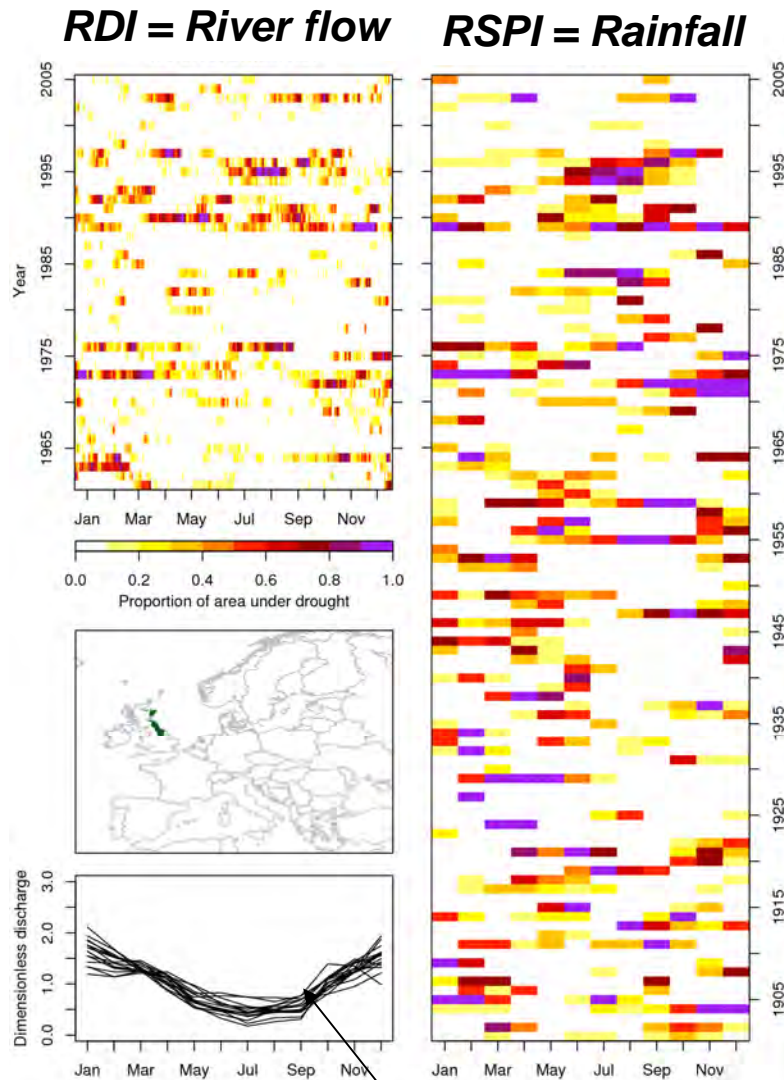 RDI = River flow
RSPI = Rainfall
2005
1995
1985
1975
1965
Year
Jan Mar May Jul Sep Nov
0.0 0.2 0.4 0.6 0.8 1.0
Proportion of area under drought
3.0
2.0
1.0
0.0
Dimensionless discharge
Jan Mar May Jul Sep Nov
2005
1995
1985
1975
1965
1955
1945
1935
1925
1915
1905
Jan Mar May Jul Sep Nov